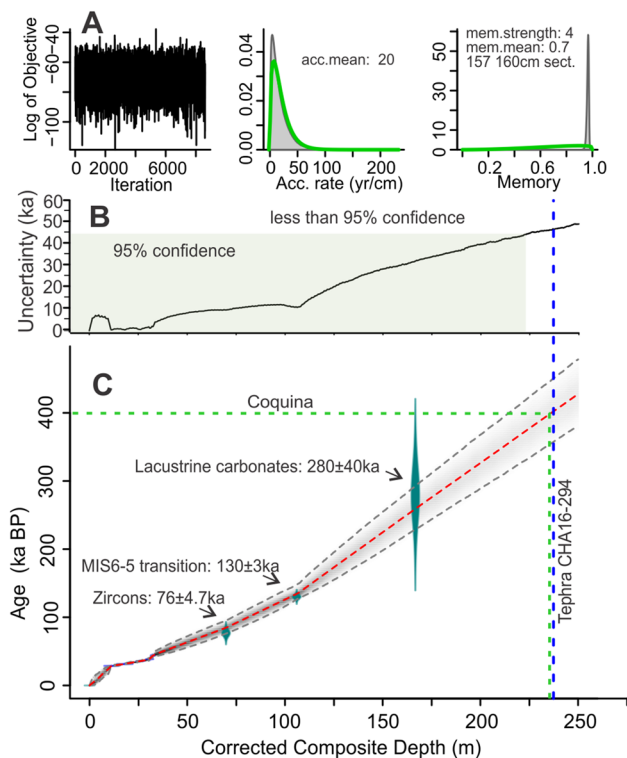 A
Log of Objective
−40
−60
−100
0 2000 6000
Iteration
acc.mean: 20
0.04
0.02
0.00
0 50 100 200
Acc. rate (yr/cm)
mem.strength: 4
mem.mean: 0.7
157 160cm sect.
50
30
10
0
0.2 0.4 0.8 1.0
Memory
B
less than 95% confidence
95% confidence
Uncertainty (ka)
60
50
40
30
20
10
0
C
Coquina
Lacustrine carbonates: 280±40ka
MIS6-5 transition: 130±3ka
Zircons: 76±4.7ka
Tephra CHA16-294
Age (ka BP)
400
300
200
100
0
0 50 100 150 200 250
Corrected Composite Depth (m)